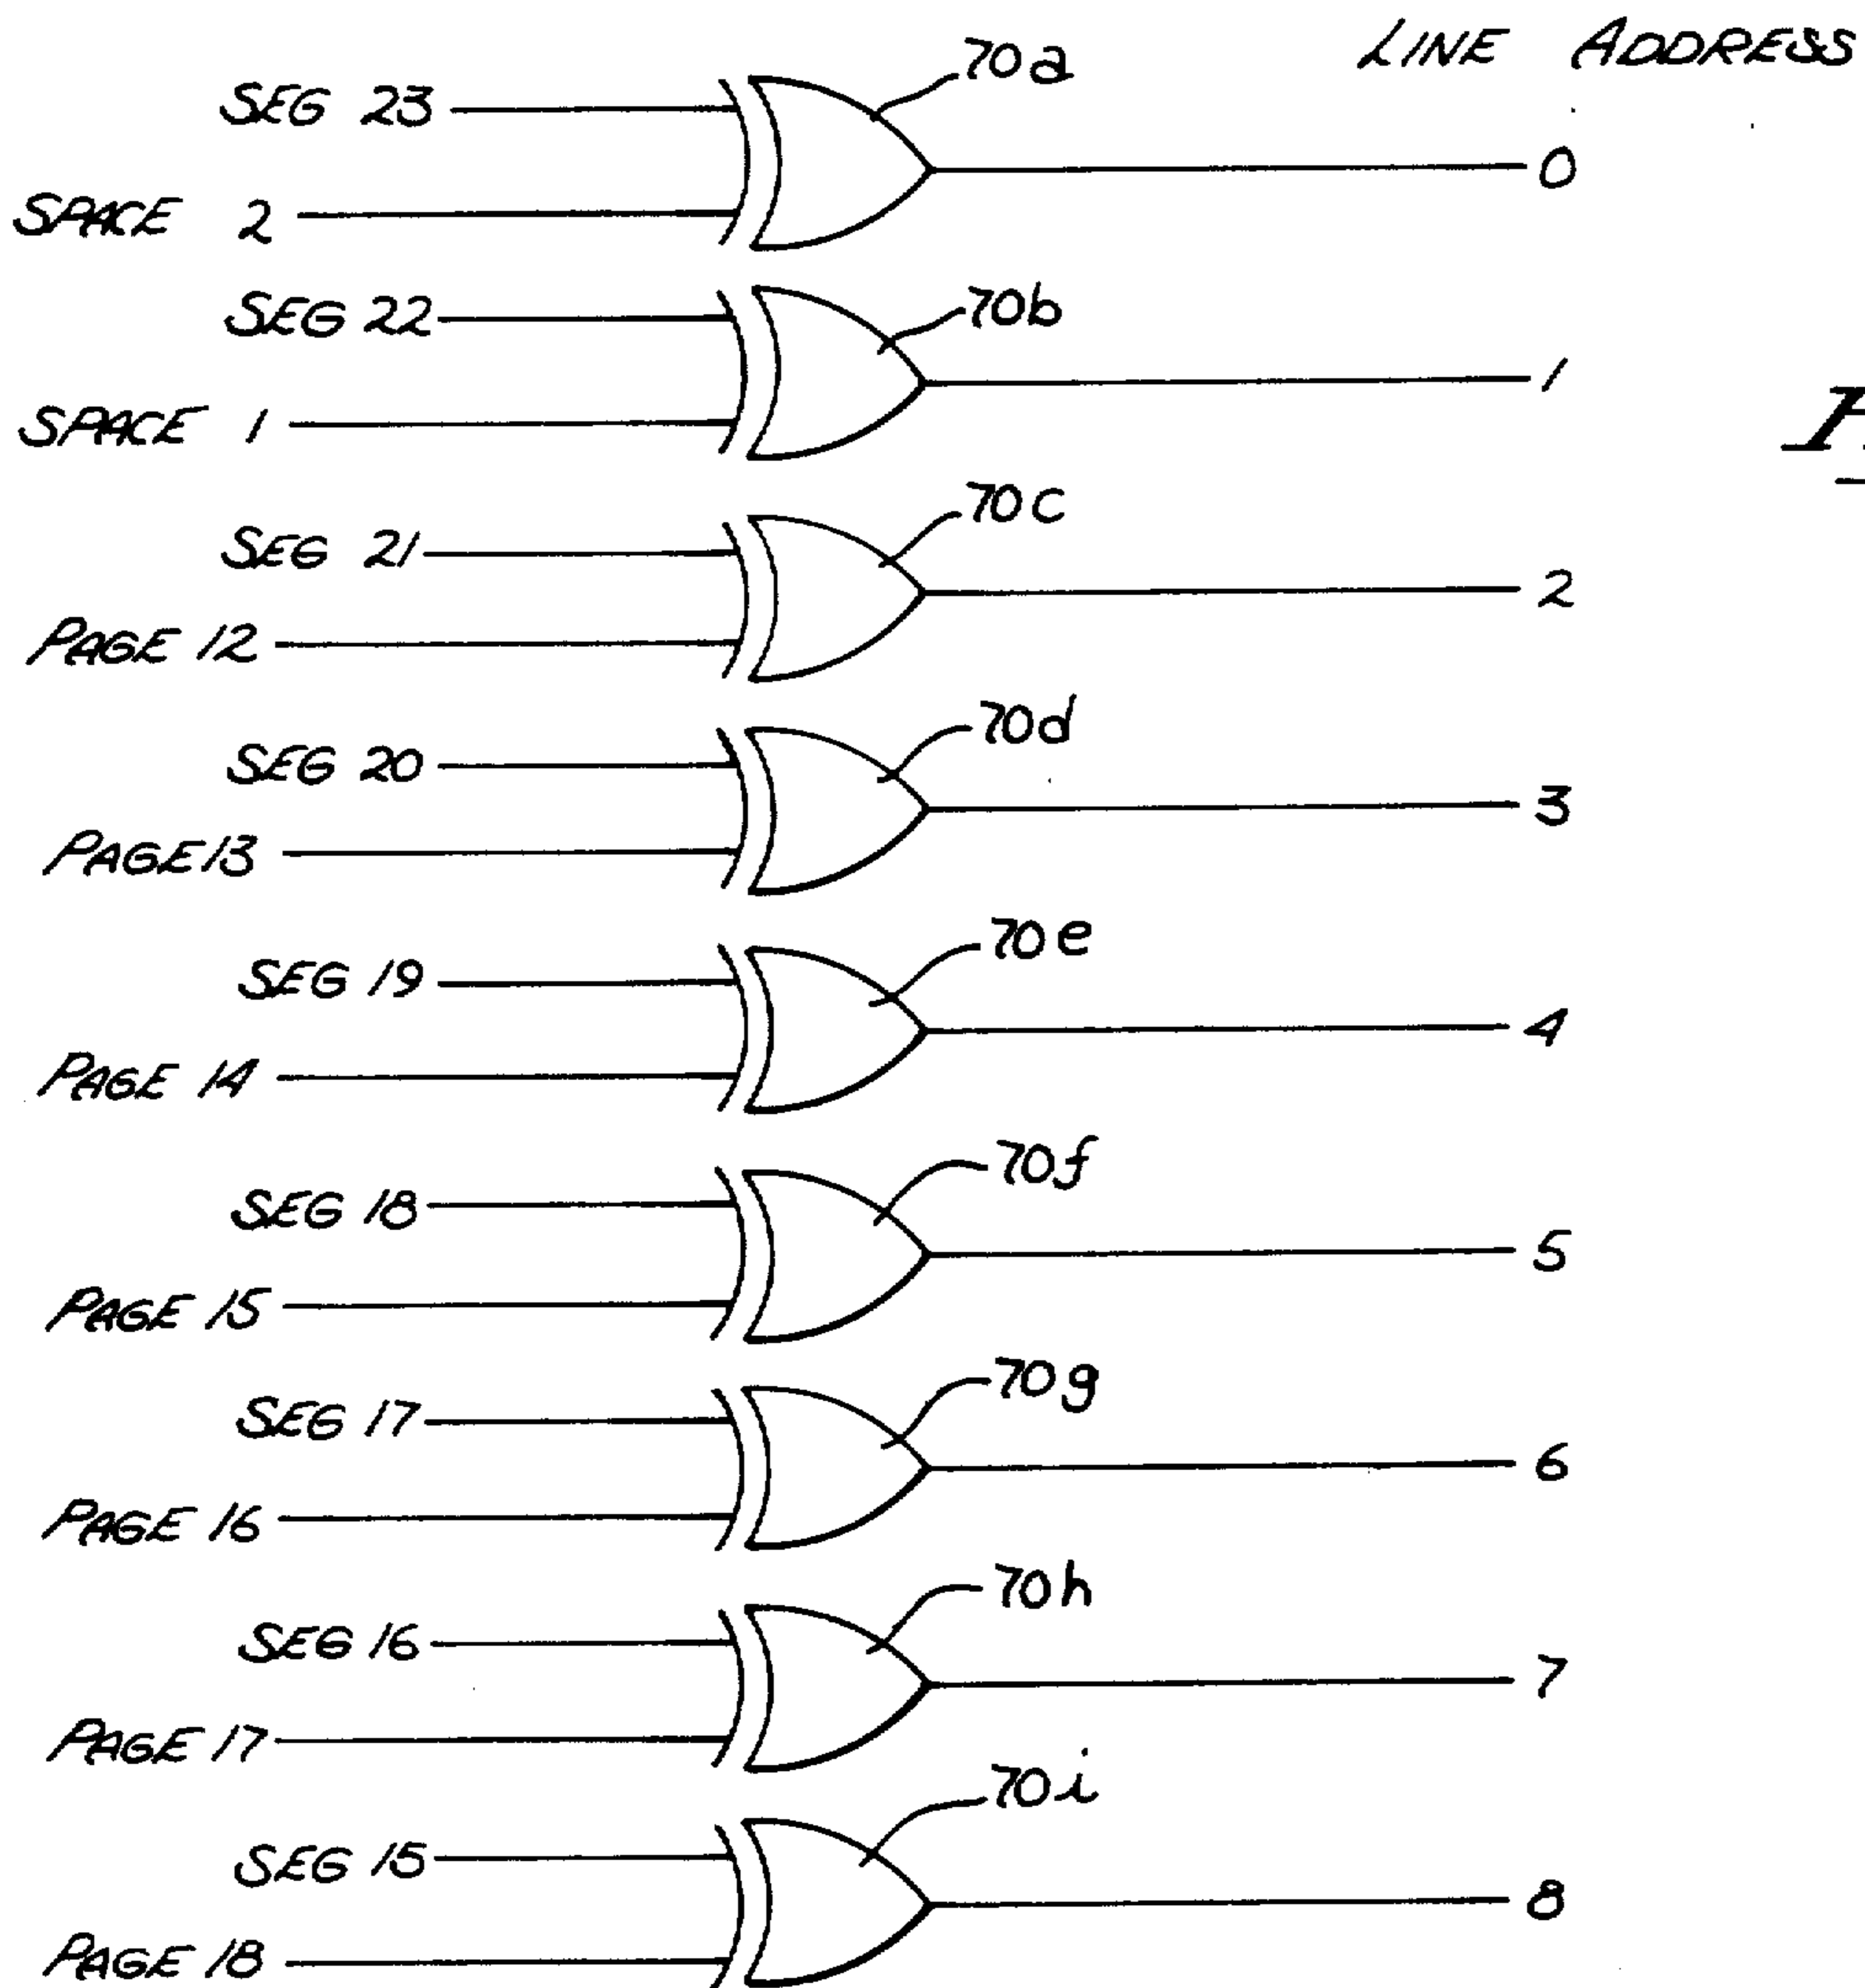 LINE ADDRESS
70a
SEG 23
0
SPACE 2
70b
SEG 22
1
SPACE 1
70c
SEG 21
2
PAGE 12
70d
SEG 20
3
PAGE 13
70e
SEG 19
4
PAGE 14
70f
SEG 18
5
PAGE 15
70g
SEG 17
6
PAGE 16
70h
SEG 16
7
PAGE 17
70i
SEG 15
8
PAGE 18